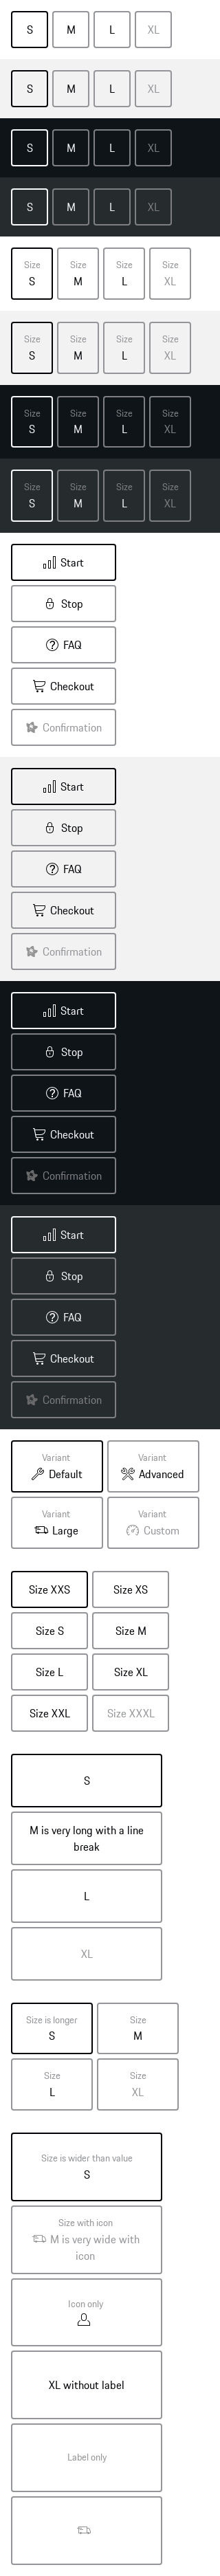 S M L XL
S M L XL
S M L XL
S M L XL
Size Size Size Size
S M L XL
Size Size Size Size
S M L XL
Size Size Size Size
S M L XL
Size Size Size Size
S M L XL
Start
Stop
FAQ
Checkout
Confirmation
Start
Stop
FAQ
Checkout
Confirmation
Start
Stop
FAQ
Checkout
Confirmation
Start
Stop
FAQ
Checkout
Confirmation
Variant Variant
Default Advanced
Variant Variant
Large Custom
Size XXS Size XS
Size S Size M
Size L Size XL
Size XXL Size XXXL
S
M is very long with a line
break
L
XL
Size is longer Size
S M
Size Size
L XL
Size is wider than value
S
Size with icon
M is very wide with
icon
Icon only
XL without label
Label only